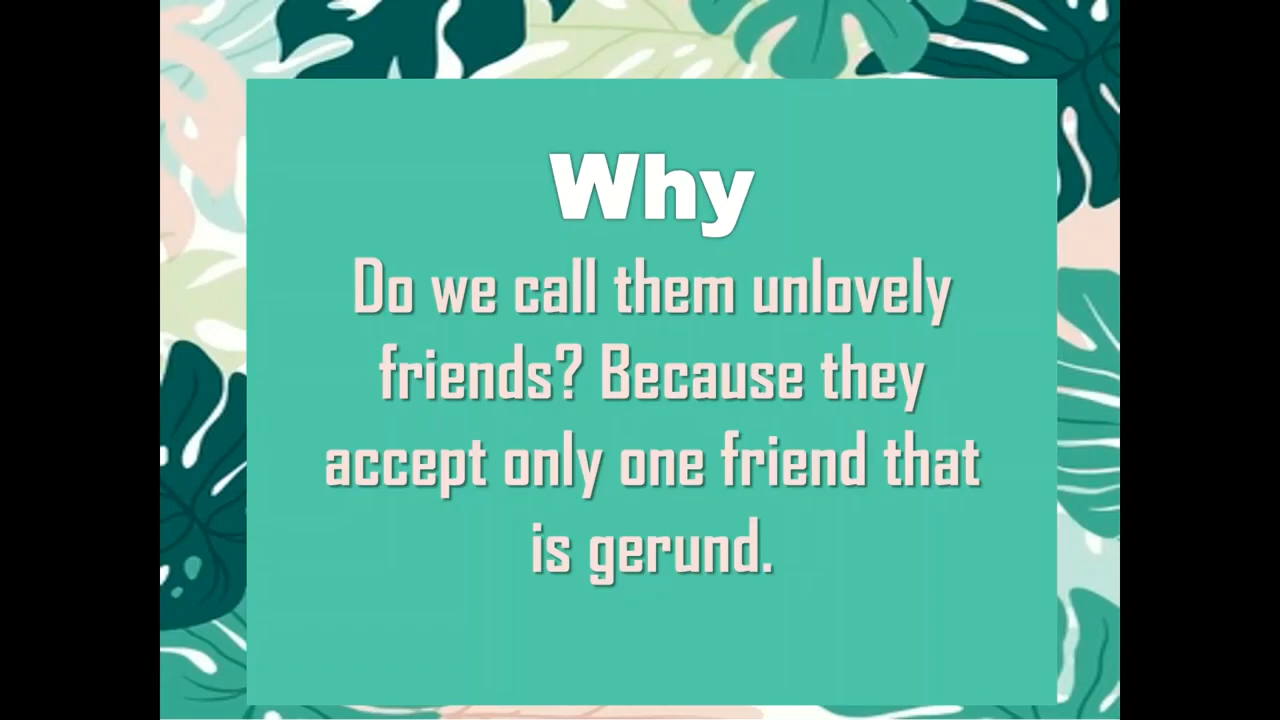 Why
Do we call them unlovely
friends? Because they
accept only one friend that
is gerund.